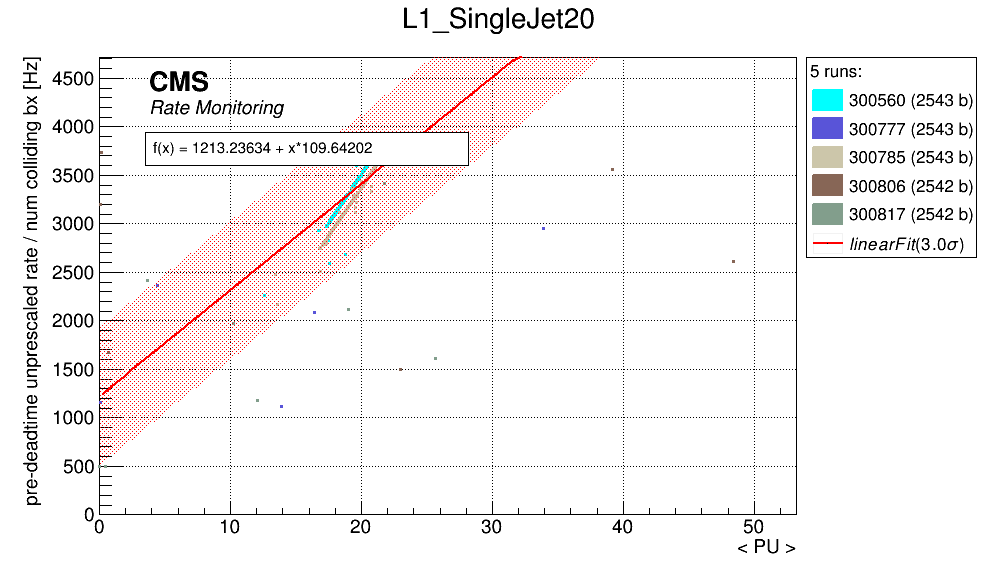 L1_SingleJet20
pre-deadtime unprescaled rate / num colliding bx [Hz]
4500
4000
3500
3000
2500
2000
1500
1000
500
0
CMS
Rate Monitoring
f(x) = 1213.23634 + x*109.64202
0 10 20 30 40 50
< PU >
5 runs:
300560 (2543 b)
300777 (2543 b)
300785 (2543 b)
300806 (2542 b)
300817 (2542 b)
linearFit(3.0σ)